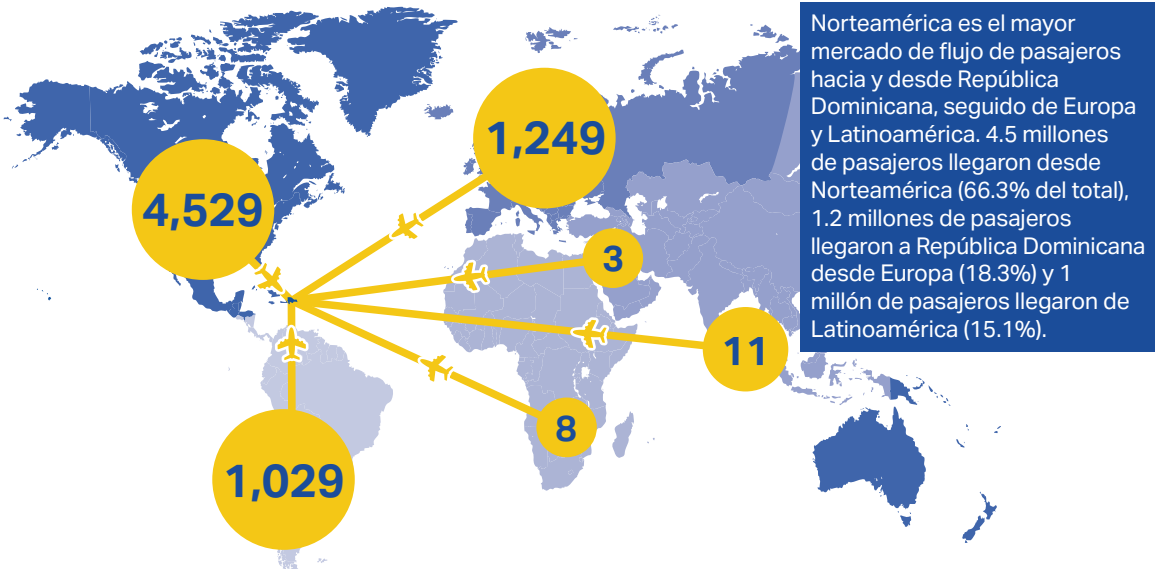 Norteamérica es el mayor
mercado de flujo de pasajeros
hacia y desde República
Dominicana, seguido de Europa
y Latinoamérica. 4.5 millones
de pasajeros llegaron desde
Norteamérica (66.3% del total),
1.2 millones de pasajeros
llegaron a República Dominicana
desde Europa (18.3%) y 1
millón de pasajeros llegaron de
Latinoamérica (15.1%).
1,249
4,529
3
11
8
1,029